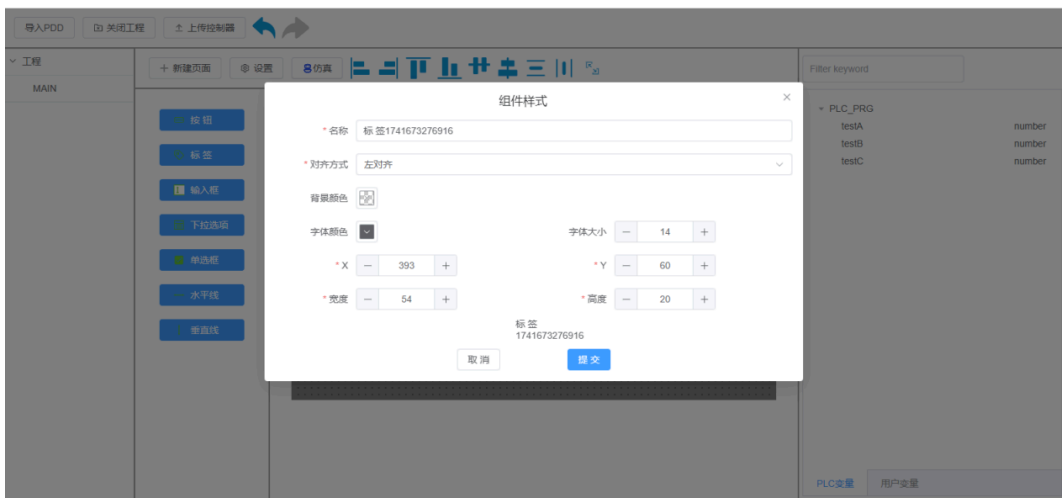 导入PDD 关闭工程 上传控制器
工程
MAIN
新建页面 设置 仿真
按 钮
标 签
输入框
下拉选项
单选框
水平线
垂直线
组件样式
* 名称 标 签1741673276916
* 对齐方式 左对齐
背景颜色
字体颜色 字体大小 14
* X 393 * Y 60
* 宽度 54 * 高度 20
标 签
1741673276916
取 消 提 交
Filter keyword
PLC_PRG
testA number
testB number
testC number
PLC变量 用户变量